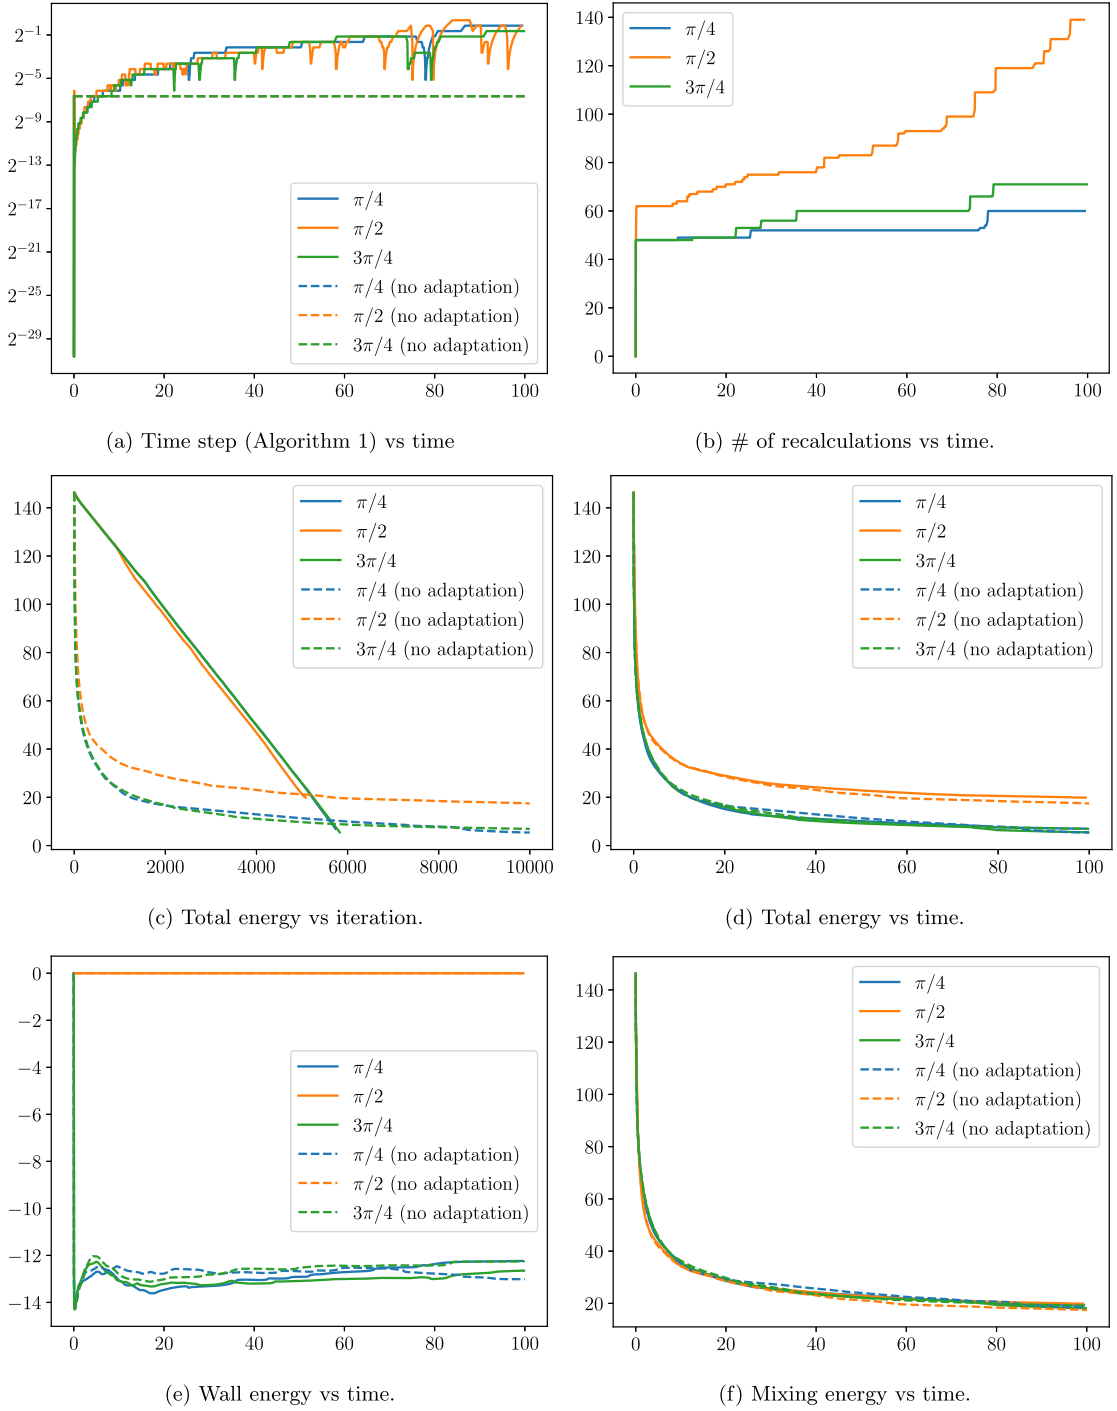 2⁻¹
2⁻⁵
2⁻⁹
2⁻¹³
2⁻¹⁷
2⁻²¹
2⁻²⁵
2⁻²⁹
π/4
π/2
3π/4
π/4 (no adaptation)
π/2 (no adaptation)
3π/4 (no adaptation)
0 20 40 60 80 100
(a) Time step (Algorithm 1) vs time
140
120
100
80
60
40
20
0
π/4
π/2
3π/4
0 20 40 60 80 100
(b) # of recalculations vs time.
140
120
100
80
60
40
20
0
π/4
π/2
3π/4
π/4 (no adaptation)
π/2 (no adaptation)
3π/4 (no adaptation)
0 2000 4000 6000 8000 10000
(c) Total energy vs iteration.
140
120
100
80
60
40
20
0
π/4
π/2
3π/4
π/4 (no adaptation)
π/2 (no adaptation)
3π/4 (no adaptation)
0 20 40 60 80 100
(d) Total energy vs time.
0
−2
−4
−6
−8
−10
−12
−14
π/4
π/2
3π/4
π/4 (no adaptation)
π/2 (no adaptation)
3π/4 (no adaptation)
0 20 40 60 80 100
(e) Wall energy vs time.
140
120
100
80
60
40
20
π/4
π/2
3π/4
π/4 (no adaptation)
π/2 (no adaptation)
3π/4 (no adaptation)
0 20 40 60 80 100
(f) Mixing energy vs time.